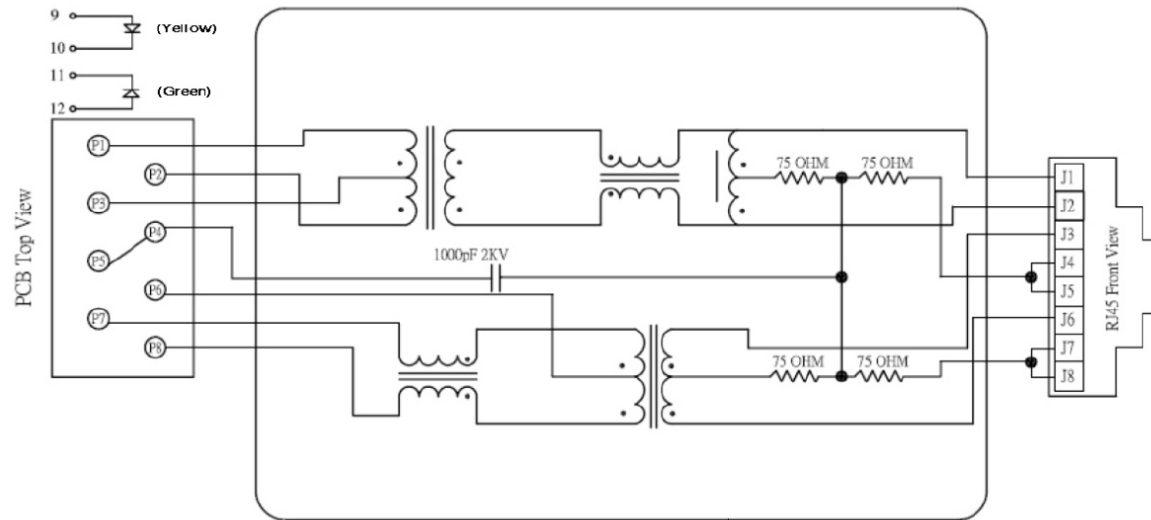 9
(Yellow)
10
11
(Green)
12
PCB Top View
P1
P2
P3
P4
P5
P6
P7
P8
75 OHM
75 OHM
1000pF 2KV
75 OHM
75 OHM
J1
J2
J3
J4
J5
J6
J7
J8
RJ45 Front View